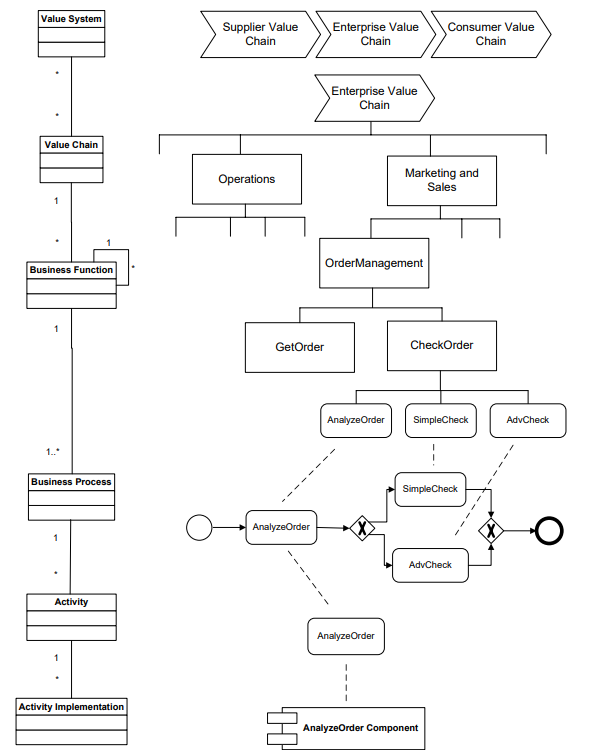 Value System
*
*
Value Chain
1
*
1
*
Business Function
1
1..*
Business Process
1
*
Activity
1
*
Activity Implementation
Supplier Value
Chain
Enterprise Value
Chain
Consumer Value
Chain
Enterprise Value
Chain
Operations
Marketing and
Sales
OrderManagement
GetOrder
CheckOrder
AnalyzeOrder
SimpleCheck
AdvCheck
SimpleCheck
AnalyzeOrder
X
X
AdvCheck
AnalyzeOrder
AnalyzeOrder Component